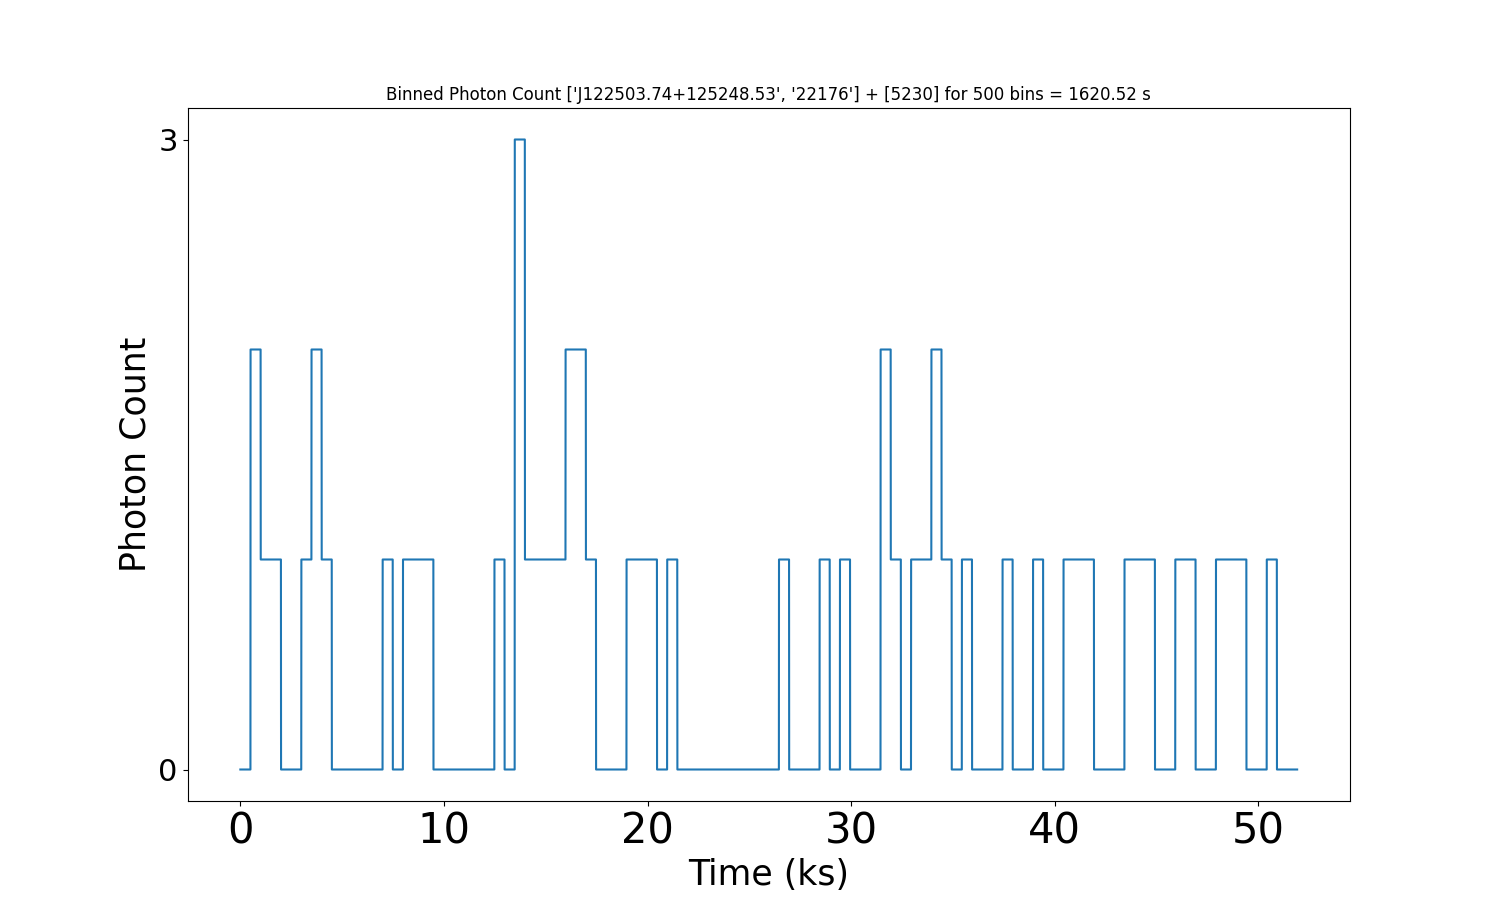 Binned Photon Count ['J122503.74+125248.53', '22176'] + [5230] for 500 bins = 1620.52 s
3
Photon Count
0
0 10 20 30 40 50
Time (ks)